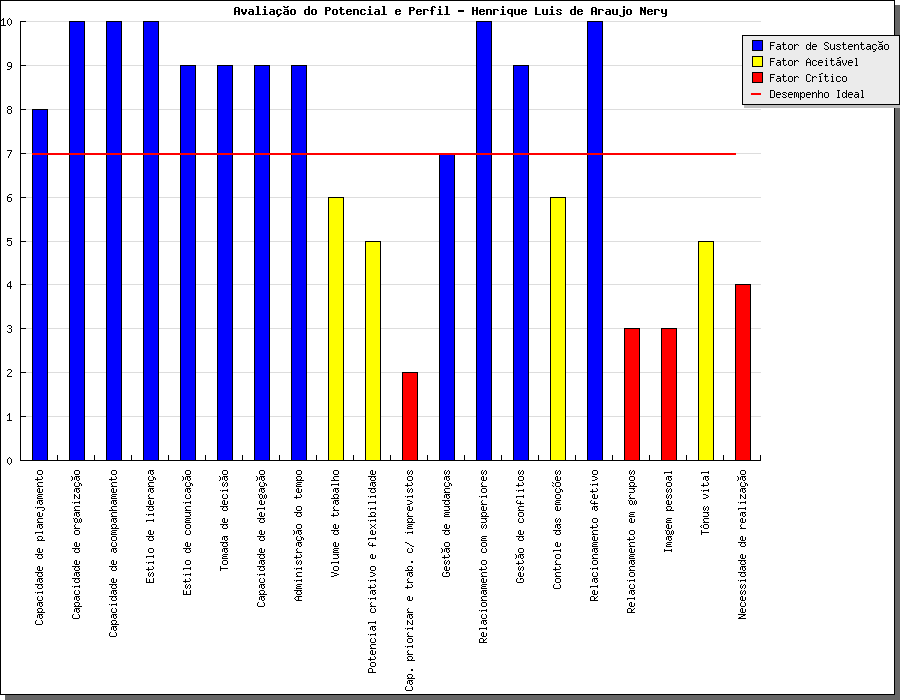 Avaliação do Potencial e Perfil - Henrique Luis de Araujo Nery
Fator de Sustentação
Fator Aceitável
Fator Crítico
Desempenho Ideal
10
9
8
7
6
5
4
3
2
1
0
Capacidade de planejamento
Capacidade de organização
Capacidade de acompanhamento
Estilo de liderança
Estilo de comunicação
Tomada de decisão
Capacidade de delegação
Administração do tempo
Volume de trabalho
Potencial criativo e flexibilidade
Cap. priorizar e trab. c/ imprevistos
Gestão de mudanças
Relacionamento com superiores
Gestão de conflitos
Controle das emoções
Relacionamento afetivo
Relacionamento em grupos
Imagem pessoal
Tônus vital
Necessidade de realização